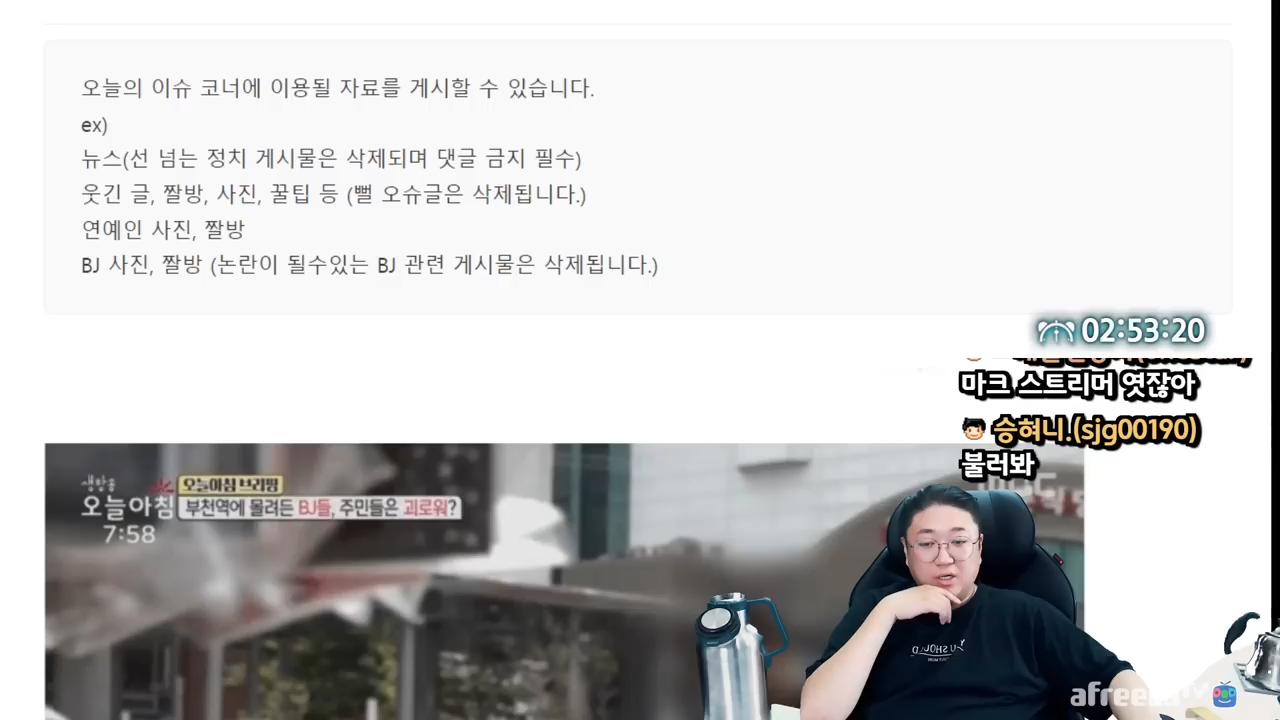 오늘의 이슈 코너에 이용될 자료를 게시할 수 있습니다.
ex)
뉴스(선 넘는 정치 게시물은 삭제되며 댓글 금지 필수)
웃긴 글, 짤방, 사진, 꿀팁 등 (뻘 오슈글은 삭제됩니다.)
연예인 사진, 짤방
BJ 사진, 짤방 (논란이 될수있는 BJ 관련 게시물은 삭제됩니다.)
02:53:20
마크 스트리머 엿잖아
승혀니.(sjg00190)
불러봐
생방송
오늘아침
7:58
오늘아침 브리핑
부천역에 몰려든 BJ들, 주민들은 괴로워?